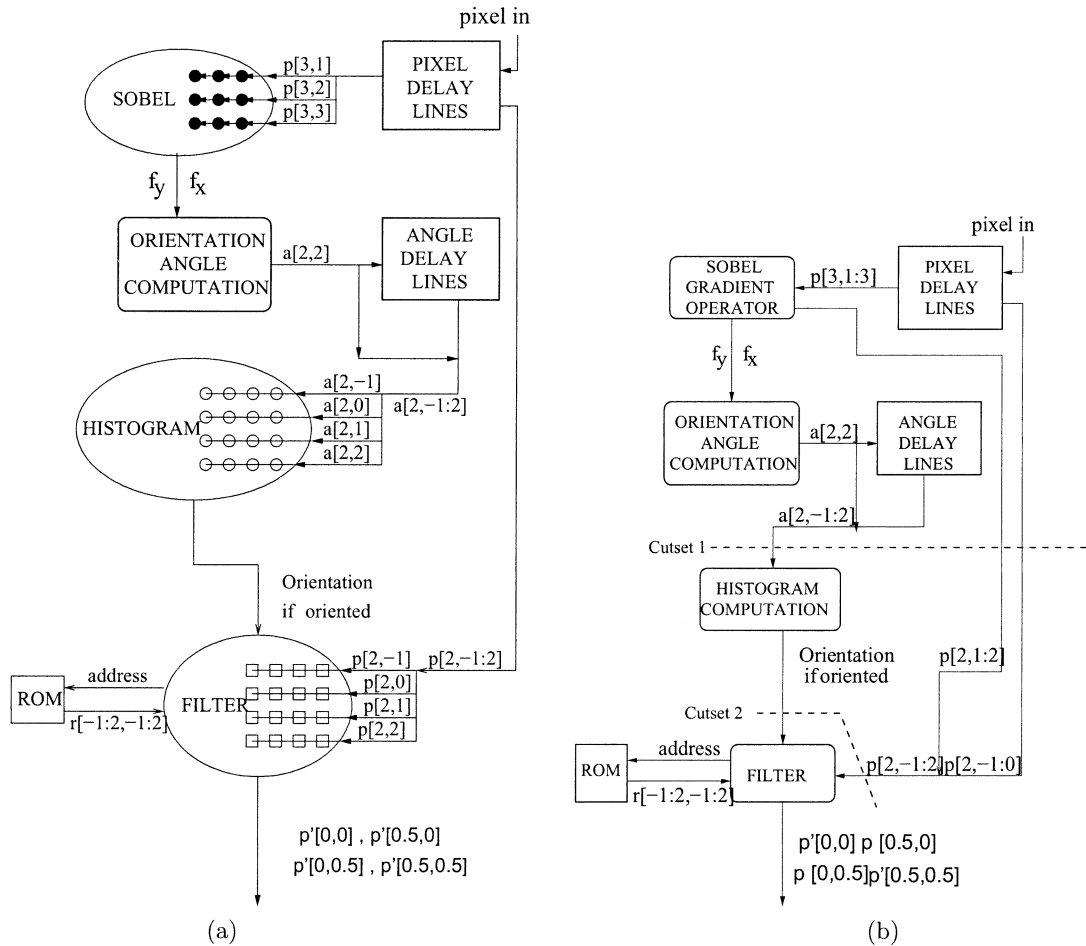 pixel in
PIXEL
DELAY
LINES
p[3,1]
p[3,2]
p[3,3]
SOBEL
fy fx
ORIENTATION
ANGLE
COMPUTATION
a[2,2]
ANGLE
DELAY
LINES
HISTOGRAM
a[2,−1]
a[2,0]
a[2,1]
a[2,2]
a[2,−1:2]
Orientation
if oriented
ROM
address
r[−1:2,−1:2]
FILTER
p[2,−1]
p[2,0]
p[2,1]
p[2,2]
p[2,−1:2]
p'[0,0] , p'[0.5,0]
p'[0,0.5] , p'[0.5,0.5]
(a)
pixel in
PIXEL
DELAY
LINES
p[3,1:3]
SOBEL
GRADIENT
OPERATOR
fy fx
ORIENTATION
ANGLE
COMPUTATION
a[2,2]
ANGLE
DELAY
LINES
a[2,−1:2]
Cutset 1
HISTOGRAM
COMPUTATION
Orientation
if oriented
p[2,1:2]
Cutset 2
ROM
address
r[−1:2,−1:2]
FILTER
p[2,−1:2]
p[2,−1:0]
p'[0,0] p [0.5,0]
p [0,0.5]p'[0.5,0.5]
(b)